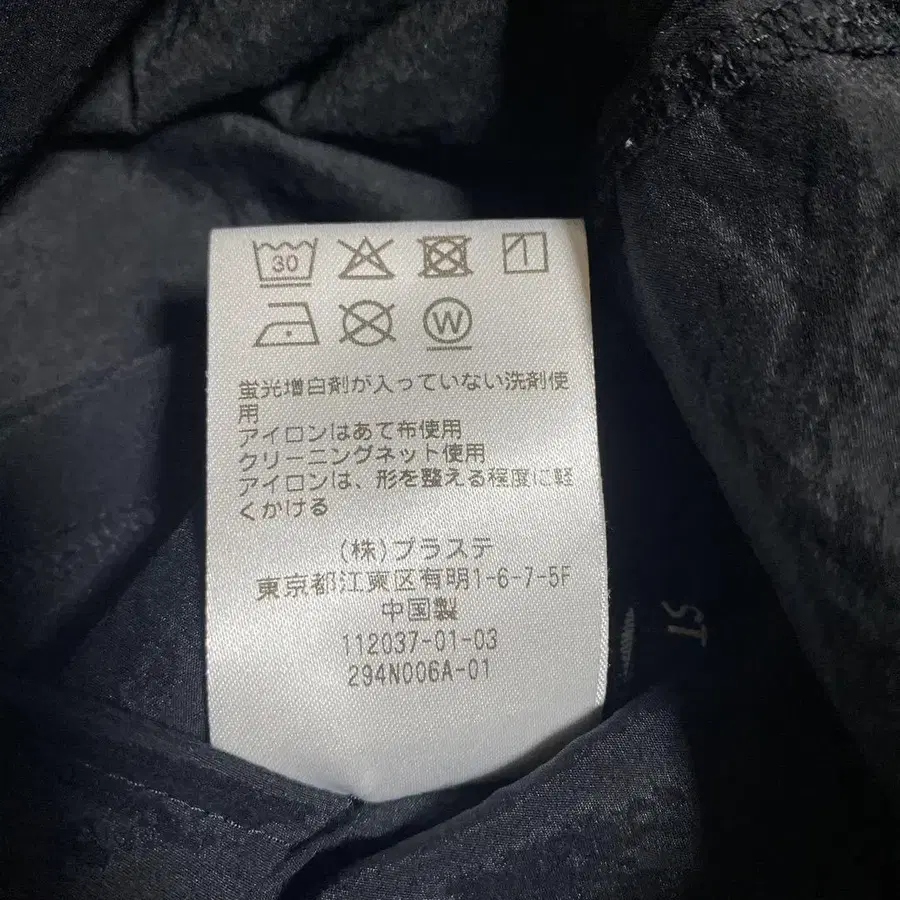 30
W
蛍光増白剤が入っていない洗剤使
用
アイロンはあて布使用
クリーニングネット使用
アイロンは、形を整える程度に軽
くかける
(株)プラステ
東京都江東区有明1-6-7-5F
中国製
112037-01-03
294N006A-01